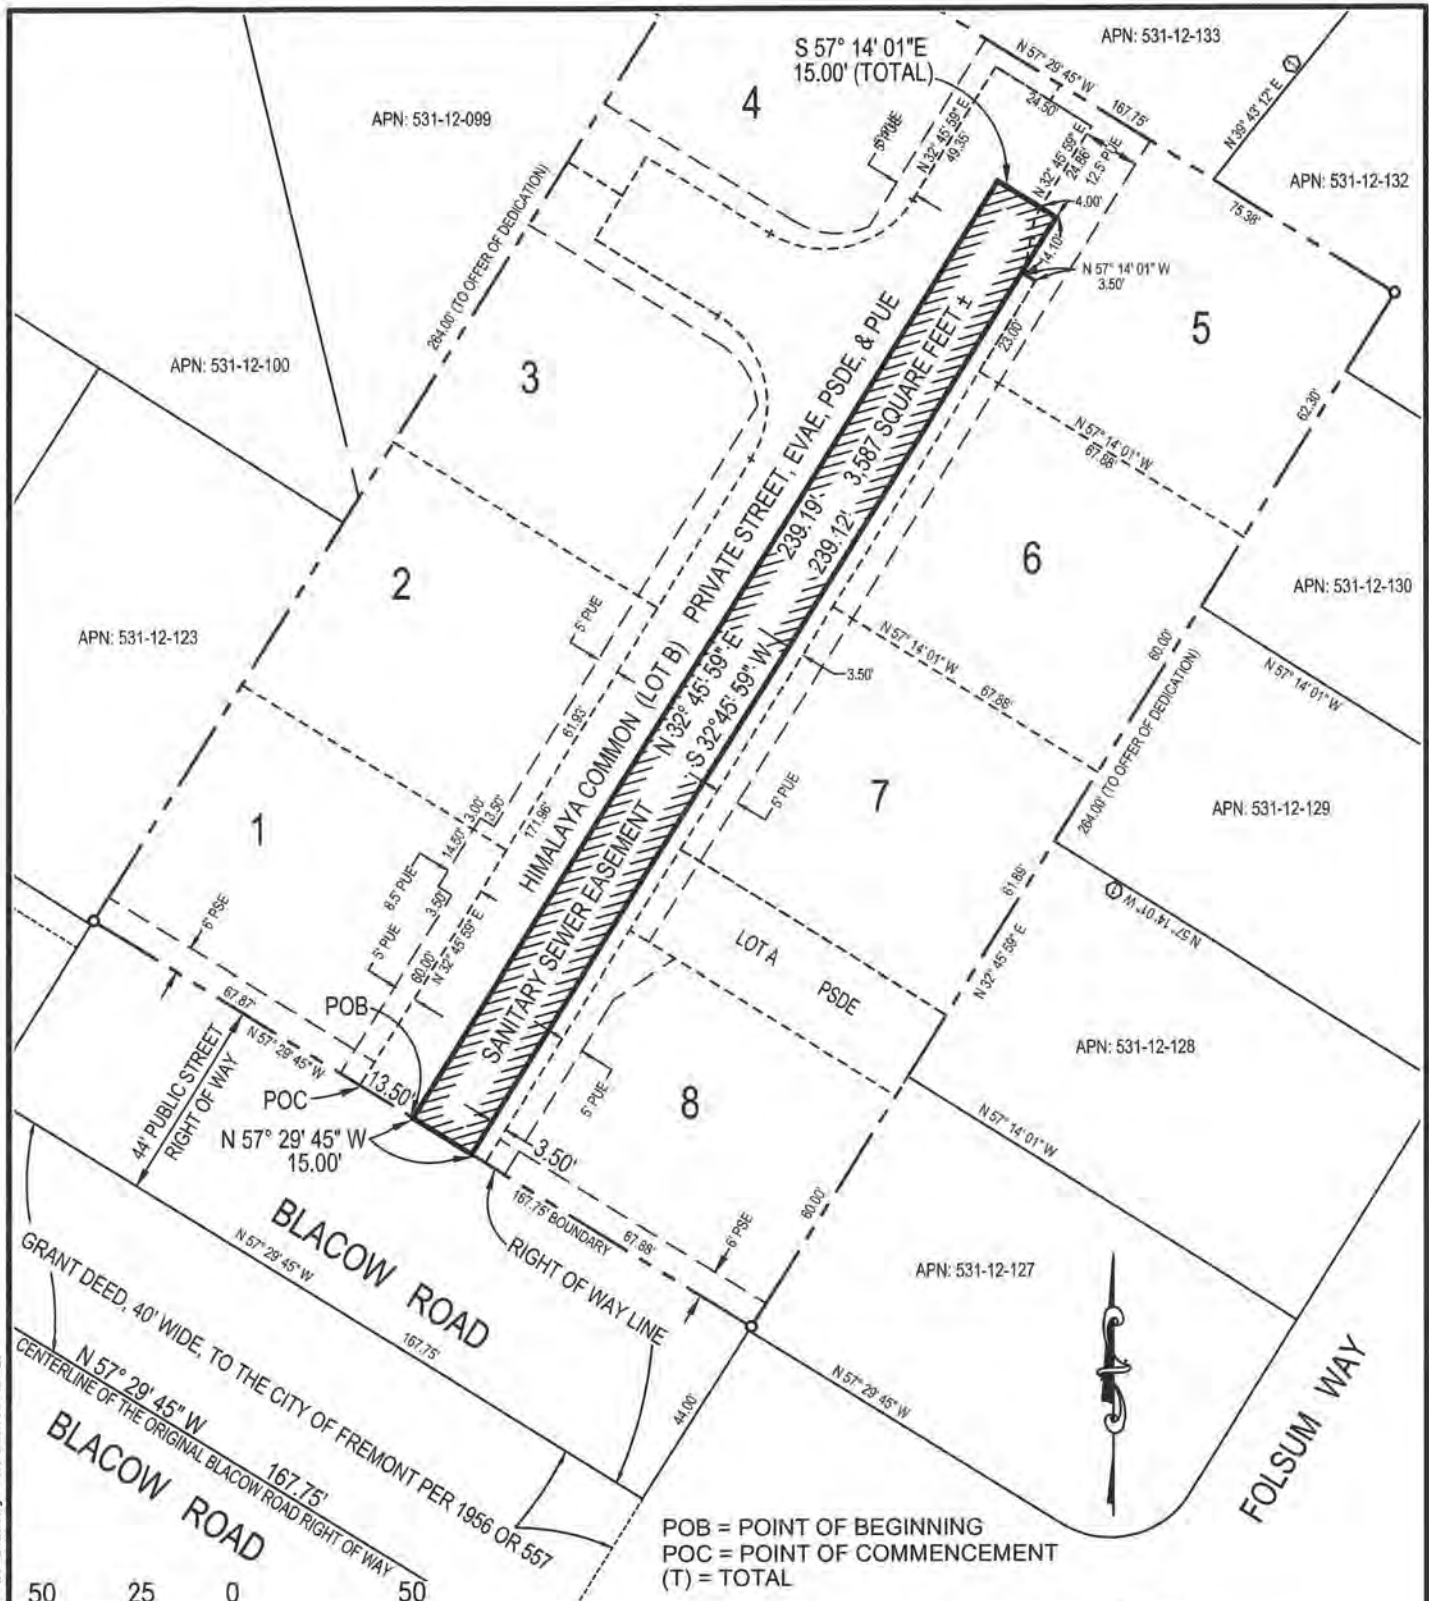 S 57° 14' 01"E
15.00' (TOTAL)
APN: 531-12-133
N 57° 29' 45" W
167.75'
N 39° 43' 12" E
1
APN: 531-12-099
4
5' PUE
N 32° 45' 59" E
49.35'
24.50'
N 32° 45' 59" E
24.86'
12.5' PUE
APN: 531-12-132
75.38'
4.00'
14.10'
N 57° 14' 01" W
3.50'
264.00' (TO OFFER OF DEDICATION)
APN: 531-12-100
3
5
23.00'
62.30'
N 57° 14' 01" W
67.88'
HIMALAYA COMMON (LOT B) PRIVATE STREET, EVAE, PSDE, & PUE
239.19'
239.12'
3,587 SQUARE FEET ±
N 32° 45' 59" E
S 32°45' 59" W
SANITARY SEWER EASEMENT
2
6
APN: 531-12-130
APN: 531-12-123
5' PUE
N 57° 14' 01" W
67.88'
3.50'
60.00'
N 57° 14' 01" W
264.00' (TO OFFER OF DEDICATION)
61.93'
171.96'
7
5' PUE
APN: 531-12-129
1
14.50'
3.00'
3.50'
8.5' PUE
3.50'
5' PUE
60.00'
N 32° 45' 59" E
6' PSE
61.89'
N 32° 45' 59" E
N 57° 14' 01" W
1
LOT A
PSDE
67.87'
N 57° 29' 45" W
POB
POC
13.50'
44' PUBLIC STREET
RIGHT OF WAY
N 57° 29' 45" W
15.00'
APN: 531-12-128
8
5' PUE
N 57° 14' 01" W
3.50'
167.75' BOUNDARY
67.88'
6' PSE
60.00'
RIGHT OF WAY LINE
BLACOW ROAD
N 57° 29' 45" W
167.75'
APN: 531-12-127
GRANT DEED, 40' WIDE, TO THE CITY OF FREMONT PER 1956 OR 557
N 57° 29' 45" W
167.75'
CENTERLINE OF THE ORIGINAL BLACOW ROAD RIGHT OF WAY
BLACOW ROAD
44.00'
N 57° 29' 45" W
FOLSUM WAY
POB = POINT OF BEGINNING
POC = POINT OF COMMENCEMENT
(T) = TOTAL
50 25 0 50